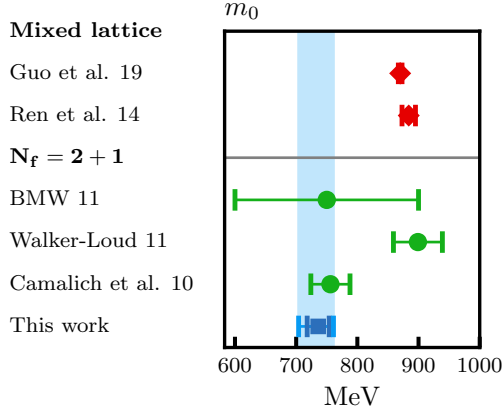 m₀
Mixed lattice
Guo et al. 19
Ren et al. 14
N_f = 2 + 1
BMW 11
Walker-Loud 11
Camalich et al. 10
This work
600 700 800 900 1000
MeV